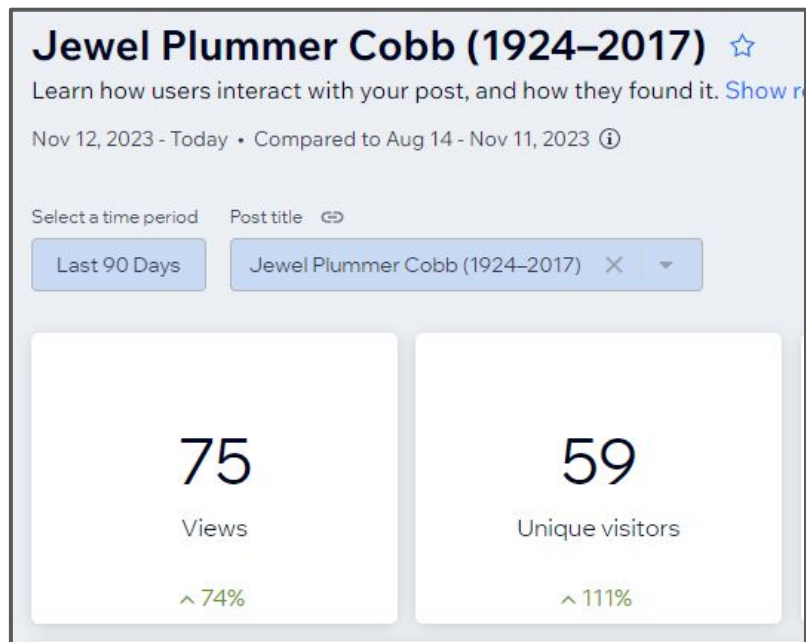 Jewel Plummer Cobb (1924–2017)
Learn how users interact with your post, and how they found it. Show
Nov 12, 2023 - Today • Compared to Aug 14 - Nov 11, 2023
Select a time period Post title
Last 90 Days Jewel Plummer Cobb (1924–2017)
75 59
Views Unique visitors
74% 111%